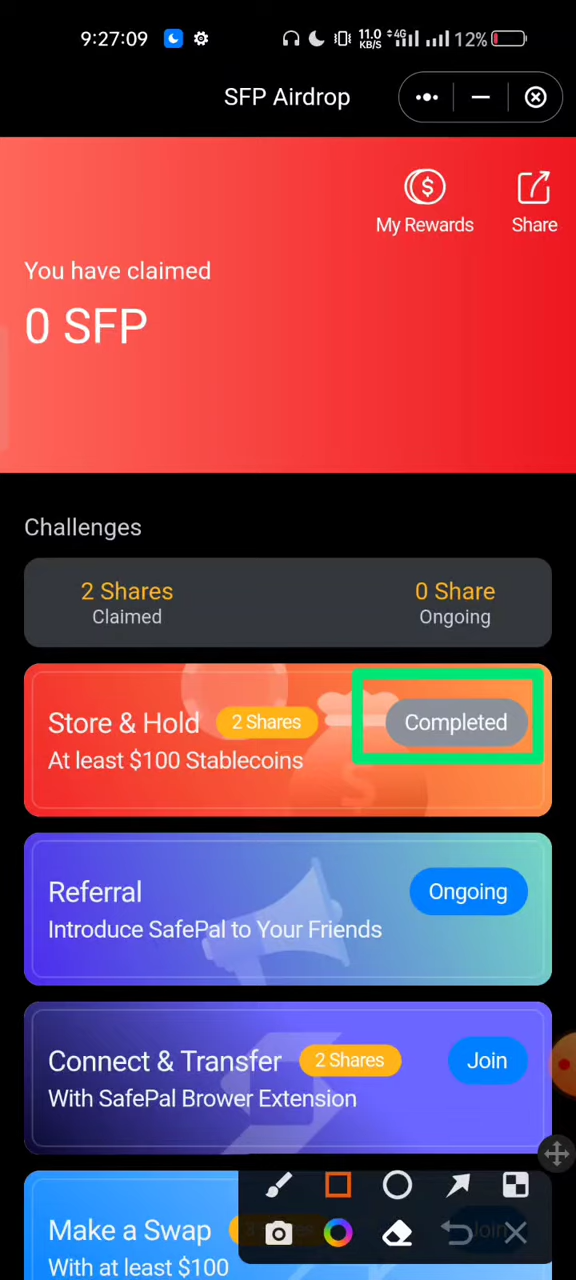 9:27:09 11.0 KB/S 4G 12%
SFP Airdrop
My Rewards Share
You have claimed
0 SFP
Challenges
2 Shares 0 Share
Claimed Ongoing
Store & Hold 2 Shares Completed
At least $100 Stablecoins
Referral Ongoing
Introduce SafePal to Your Friends
Connect & Transfer 2 Shares Join
With SafePal Brower Extension
Make a Swap Join
With at least $100